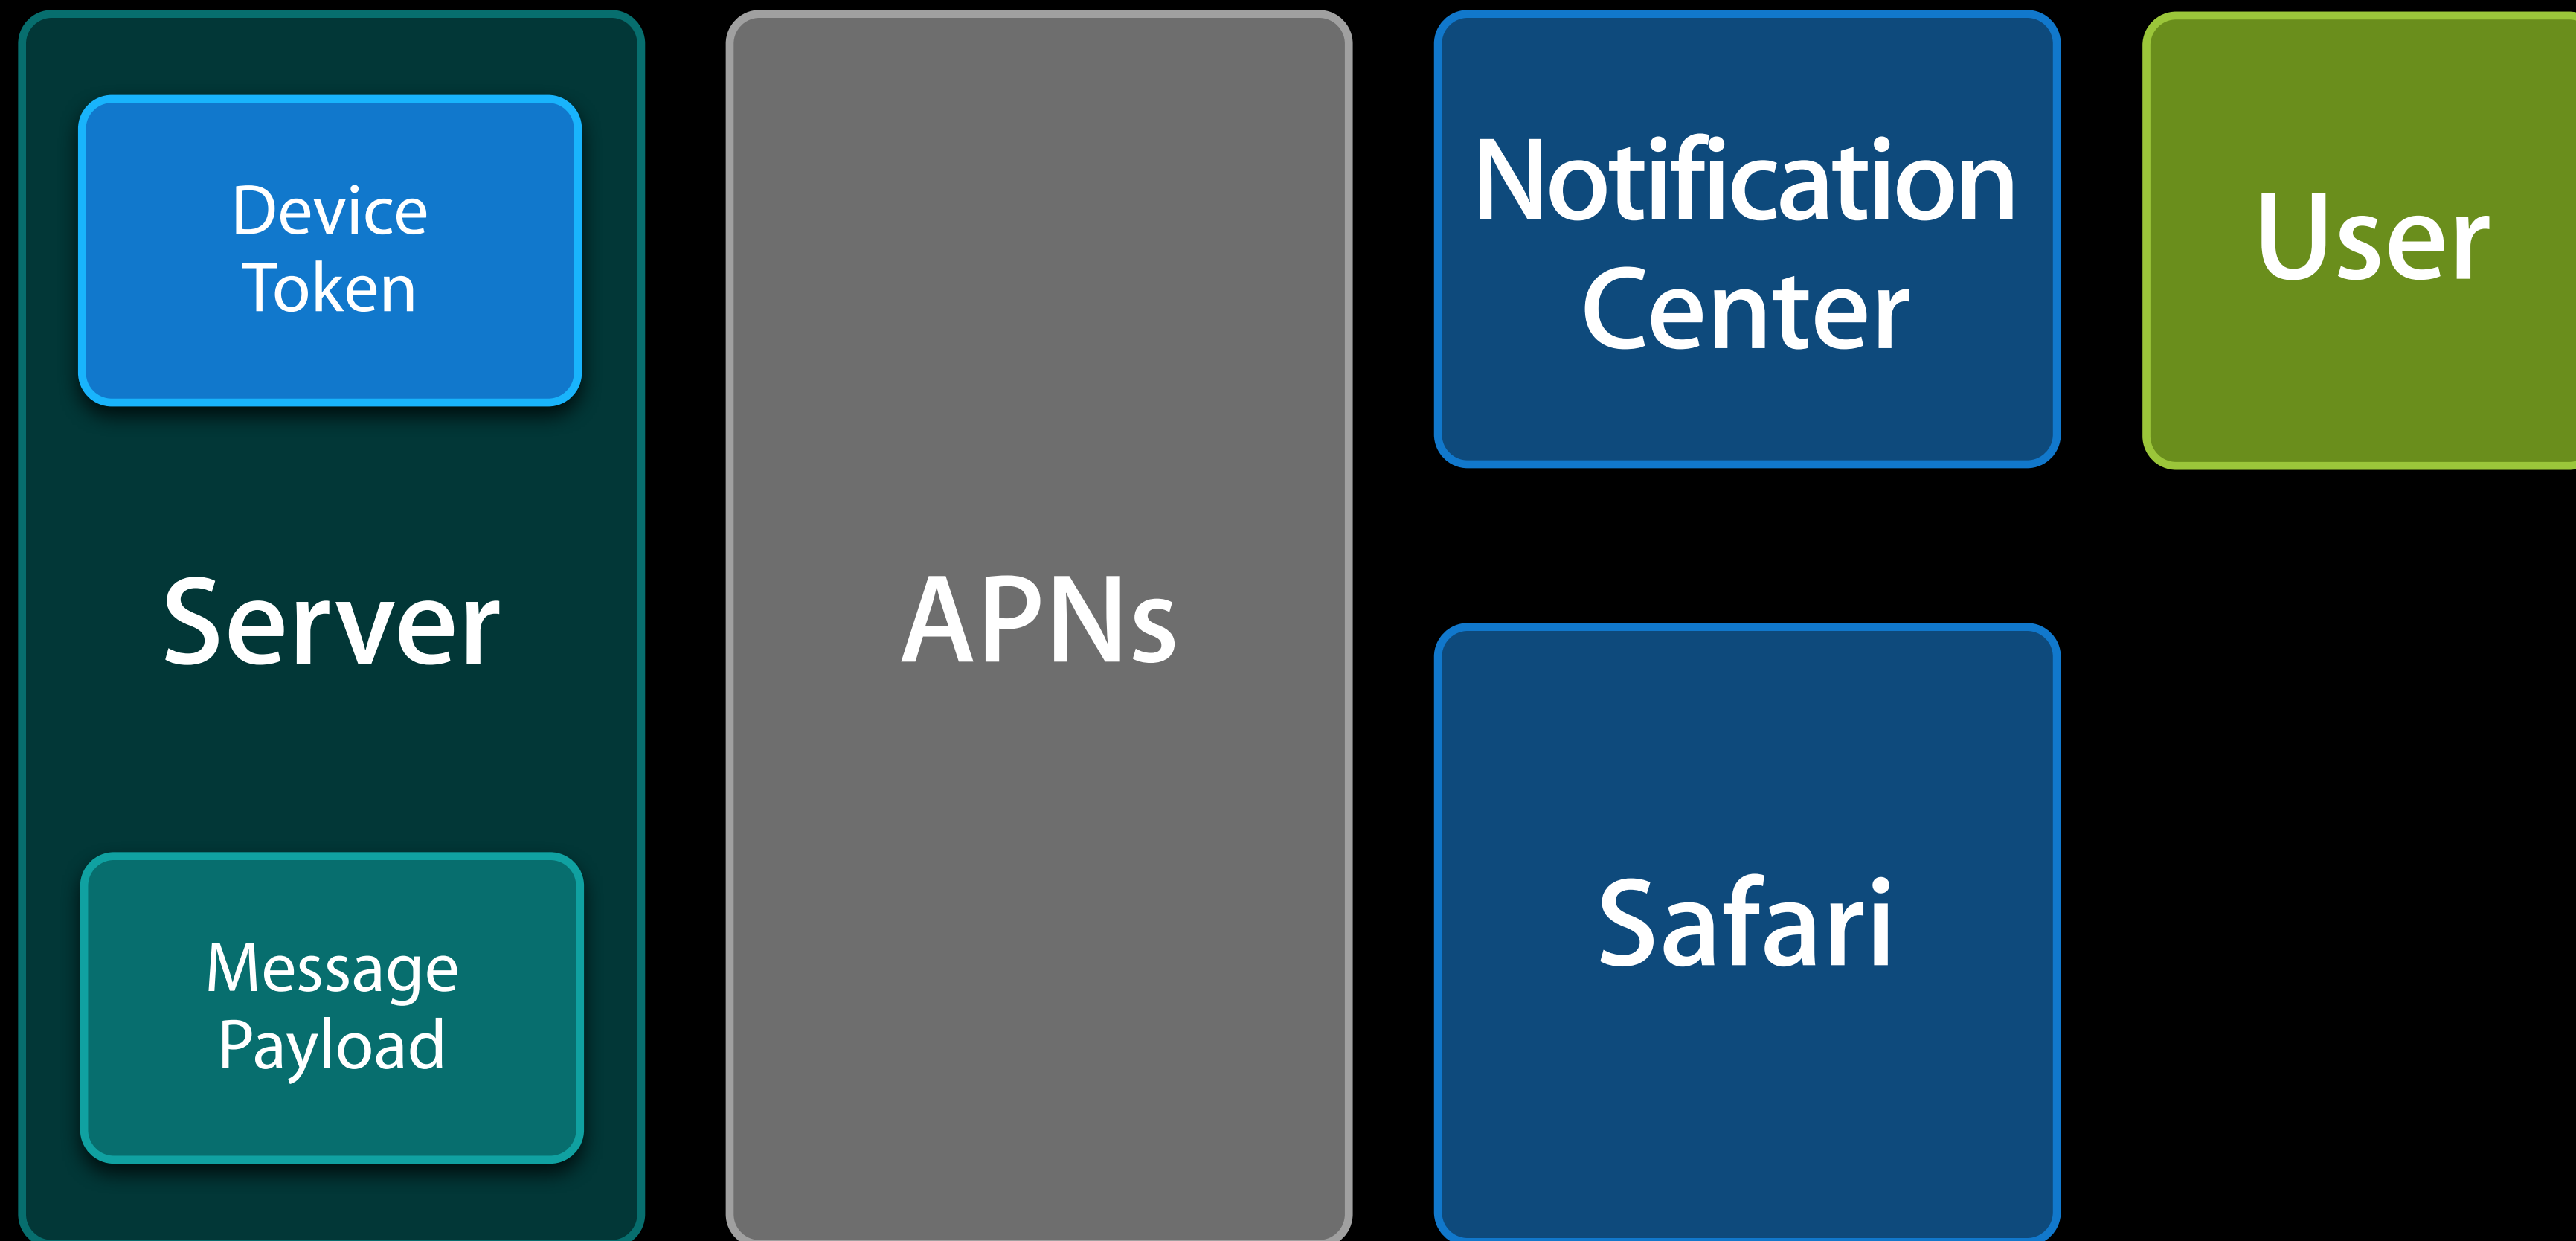 Device
Token
Server
Message
Payload
APNs
Notification
Center
Safari
User